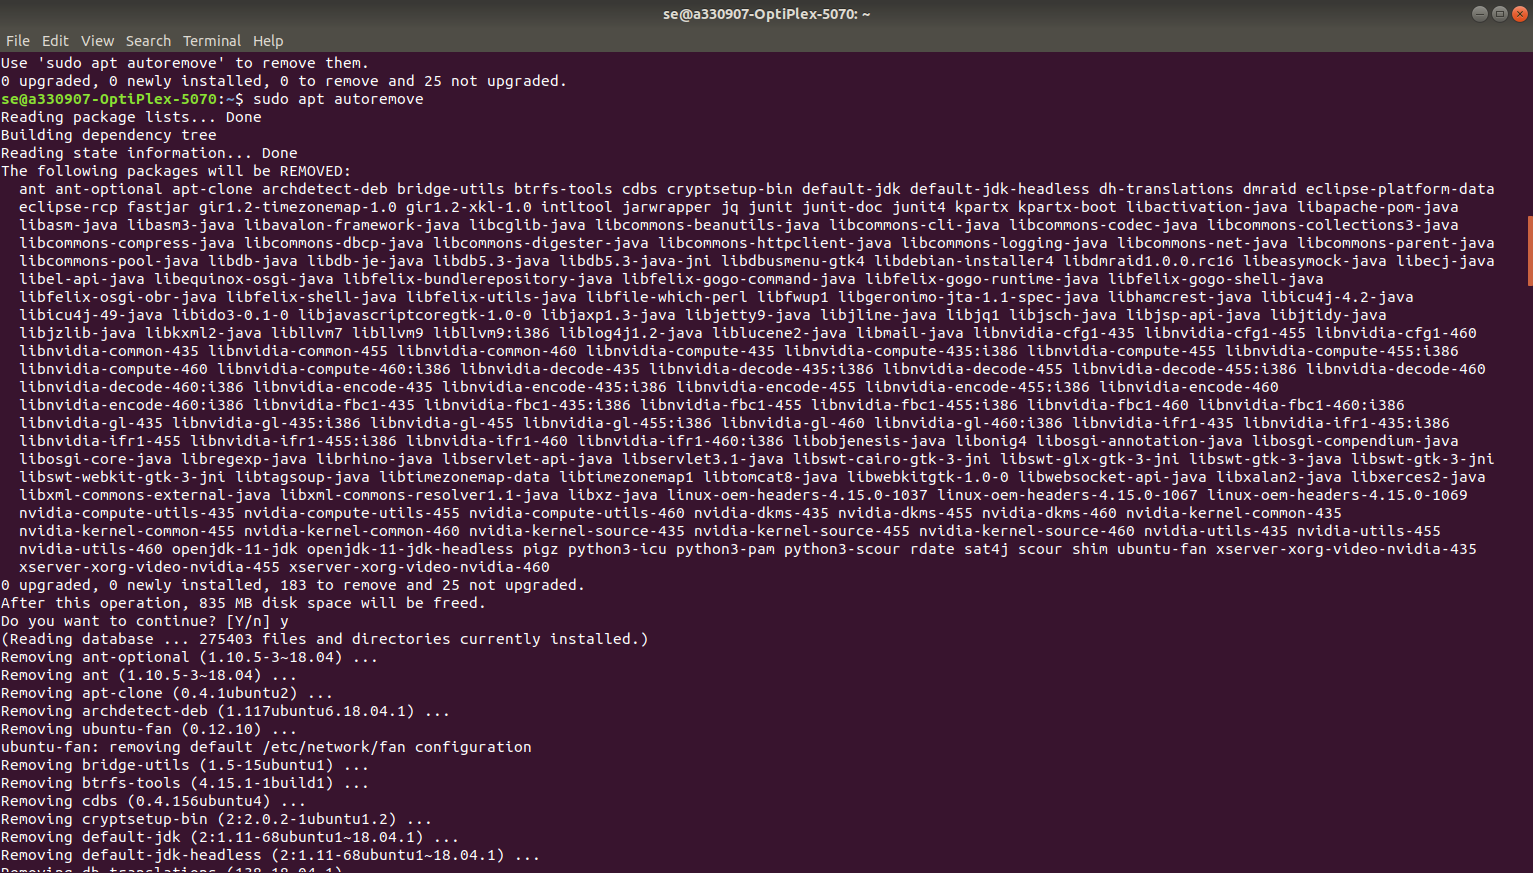 se@a330907-OptiPlex-5070: ~
File Edit View Search Terminal Help
Use 'sudo apt autoremove' to remove them.
0 upgraded, 0 newly installed, 0 to remove and 25 not upgraded.
se@a330907-OptiPlex-5070:~$ sudo apt autoremove
Reading package lists... Done
Building dependency tree
Reading state information... Done
The following packages will be REMOVED:
  ant ant-optional apt-clone archdetect-deb bridge-utils btrfs-tools cdbs cryptsetup-bin default-jdk default-jdk-headless dh-translations dmraid eclipse-platform-data
  eclipse-rcp fastjar gir1.2-timezonemap-1.0 gir1.2-xkl-1.0 intltool jarwrapper jq junit junit-doc junit4 kpartx kpartx-boot libactivation-java libapache-pom-java
  libasm-java libasm3-java libavalon-framework-java libcglib-java libcommons-beanutils-java libcommons-cli-java libcommons-codec-java libcommons-collections3-java
  libcommons-compress-java libcommons-dbcp-java libcommons-digester-java libcommons-httpclient-java libcommons-logging-java libcommons-net-java libcommons-parent-java
  libcommons-pool-java libdb-java libdb-je-java libdb5.3-java libdb5.3-java-jni libdbusmenu-gtk4 libdebian-installer4 libdmraid1.0.0.rc16 libeasymock-java libecj-java
  libel-api-java libequinox-osgi-java libfelix-bundlerepository-java libfelix-gogo-command-java libfelix-gogo-runtime-java libfelix-gogo-shell-java
  libfelix-osgi-obr-java libfelix-shell-java libfelix-utils-java libfile-which-perl libfwup1 libgeronimo-jta-1.1-spec-java libhamcrest-java libicu4j-4.2-java
  libicu4j-49-java libido3-0.1-0 libjavascriptcoregtk-1.0-0 libjaxp1.3-java libjetty9-java libjline-java libjq1 libjsch-java libjsp-api-java libjtidy-java
  libjzlib-java libkxml2-java libllvm7 libllvm9 libllvm9:i386 liblog4j1.2-java liblucene2-java libmail-java libnvidia-cfg1-435 libnvidia-cfg1-455 libnvidia-cfg1-460
  libnvidia-common-435 libnvidia-common-455 libnvidia-common-460 libnvidia-compute-435 libnvidia-compute-435:i386 libnvidia-compute-455 libnvidia-compute-455:i386
  libnvidia-compute-460 libnvidia-compute-460:i386 libnvidia-decode-435 libnvidia-decode-435:i386 libnvidia-decode-455 libnvidia-decode-455:i386 libnvidia-decode-460
  libnvidia-decode-460:i386 libnvidia-encode-435 libnvidia-encode-435:i386 libnvidia-encode-455 libnvidia-encode-455:i386 libnvidia-encode-460
  libnvidia-encode-460:i386 libnvidia-fbc1-435 libnvidia-fbc1-435:i386 libnvidia-fbc1-455 libnvidia-fbc1-455:i386 libnvidia-fbc1-460 libnvidia-fbc1-460:i386
  libnvidia-gl-435 libnvidia-gl-435:i386 libnvidia-gl-455 libnvidia-gl-455:i386 libnvidia-gl-460 libnvidia-gl-460:i386 libnvidia-ifr1-435 libnvidia-ifr1-435:i386
  libnvidia-ifr1-455 libnvidia-ifr1-455:i386 libnvidia-ifr1-460 libnvidia-ifr1-460:i386 libobjenesis-java libonig4 libosgi-annotation-java libosgi-compendium-java
  libosgi-core-java libregexp-java librhino-java libservlet-api-java libservlet3.1-java libswt-cairo-gtk-3-jni libswt-glx-gtk-3-jni libswt-gtk-3-java libswt-gtk-3-jni
  libswt-webkit-gtk-3-jni libtagsoup-java libtimezonemap-data libtimezonemap1 libtomcat8-java libwebkitgtk-1.0-0 libwebsocket-api-java libxalan2-java libxerces2-java
  libxml-commons-external-java libxml-commons-resolver1.1-java libxz-java linux-oem-headers-4.15.0-1037 linux-oem-headers-4.15.0-1067 linux-oem-headers-4.15.0-1069
  nvidia-compute-utils-435 nvidia-compute-utils-455 nvidia-compute-utils-460 nvidia-dkms-435 nvidia-dkms-455 nvidia-dkms-460 nvidia-kernel-common-435
  nvidia-kernel-common-455 nvidia-kernel-common-460 nvidia-kernel-source-435 nvidia-kernel-source-455 nvidia-kernel-source-460 nvidia-utils-435 nvidia-utils-455
  nvidia-utils-460 openjdk-11-jdk openjdk-11-jdk-headless pigz python3-icu python3-pam python3-scour rdate sat4j scour shim ubuntu-fan xserver-xorg-video-nvidia-435
  xserver-xorg-video-nvidia-455 xserver-xorg-video-nvidia-460
0 upgraded, 0 newly installed, 183 to remove and 25 not upgraded.
After this operation, 835 MB disk space will be freed.
Do you want to continue? [Y/n] y
(Reading database ... 275403 files and directories currently installed.)
Removing ant-optional (1.10.5-3~18.04) ...
Removing ant (1.10.5-3~18.04) ...
Removing apt-clone (0.4.1ubuntu2) ...
Removing archdetect-deb (1.117ubuntu6.18.04.1) ...
Removing ubuntu-fan (0.12.10) ...
ubuntu-fan: removing default /etc/network/fan configuration
Removing bridge-utils (1.5-15ubuntu1) ...
Removing btrfs-tools (4.15.1-1build1) ...
Removing cdbs (0.4.156ubuntu4) ...
Removing cryptsetup-bin (2:2.0.2-1ubuntu1.2) ...
Removing default-jdk (2:1.11-68ubuntu1~18.04.1) ...
Removing default-jdk-headless (2:1.11-68ubuntu1~18.04.1) ...
Removing dh-translations (138.18.04.1)